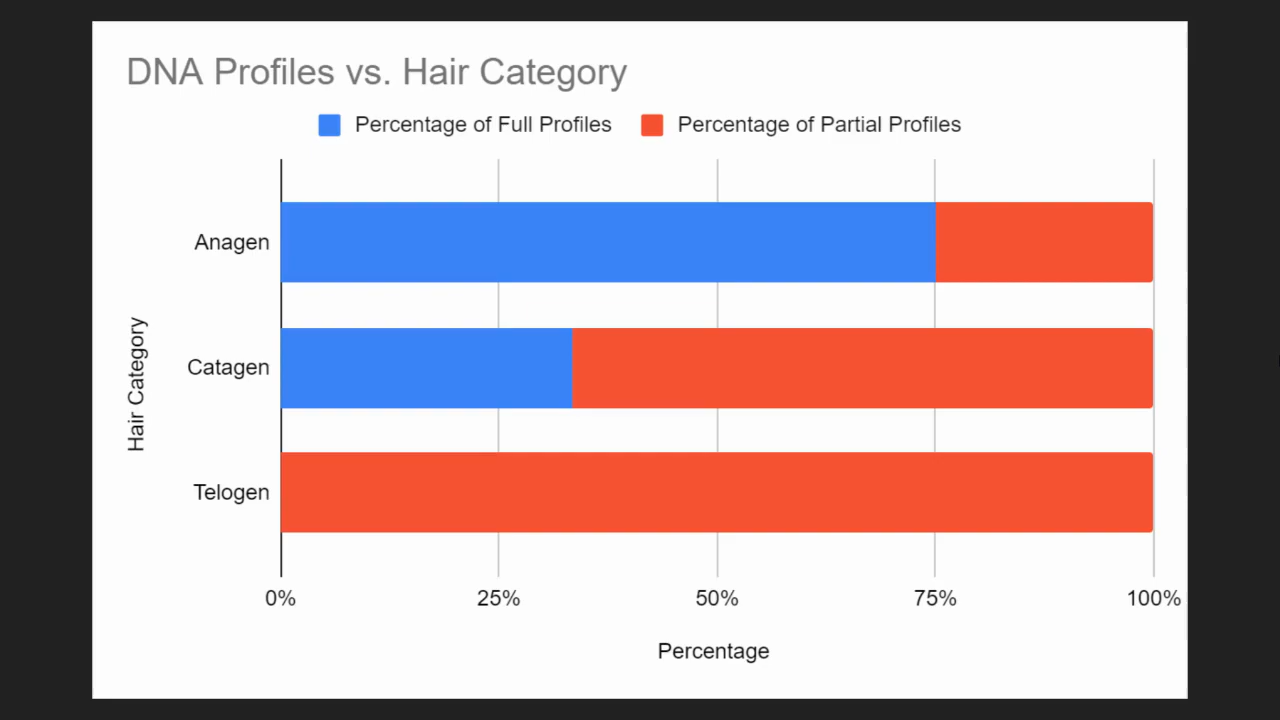 DNA Profiles vs. Hair Category
Percentage of Full Profiles Percentage of Partial Profiles
Hair Category
Anagen
Catagen
Telogen
0% 25% 50% 75% 100%
Percentage